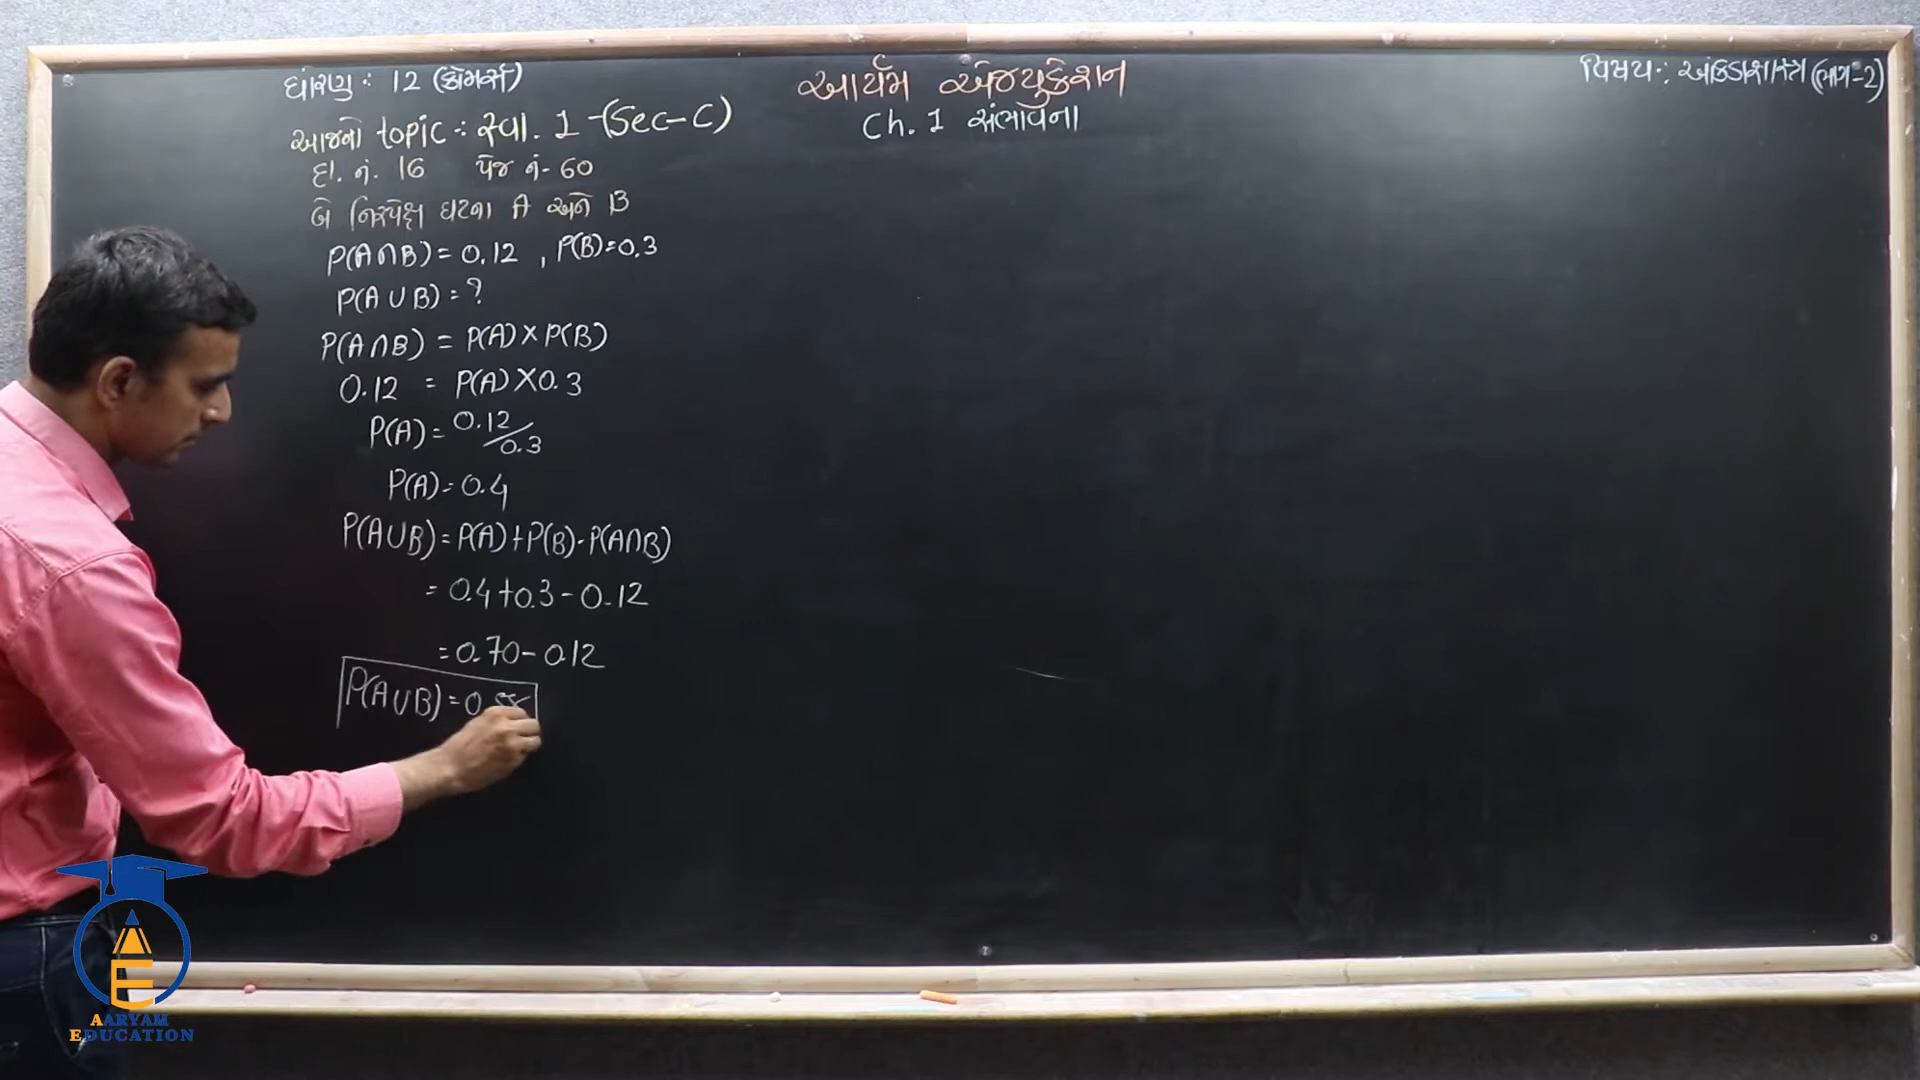 ધોરણ : 12 (કોમર્સ)
આર્યમ એજ્યુકેશન
વિષય : આંકડાશાસ્ત્ર (ભાગ-2)
આજનો topic : સ્વા. 1 (Sec-C)
Ch. 1 સંભાવના
દા. નં. 16 પેજ નં- 60
બે નિરપેક્ષ ઘટના A અને B
P(A∩B) = 0.12 , P(B)=0.3
P(A∪B) = ?
P(A∩B) = P(A) × P(B)
0.12 = P(A) × 0.3
P(A) = 0.12/0.3
P(A) = 0.4
P(A∪B) = P(A)+P(B)-P(A∩B)
= 0.4+0.3-0.12
= 0.70-0.12
P(A∪B) = 0.
AARYAM
EDUCATION